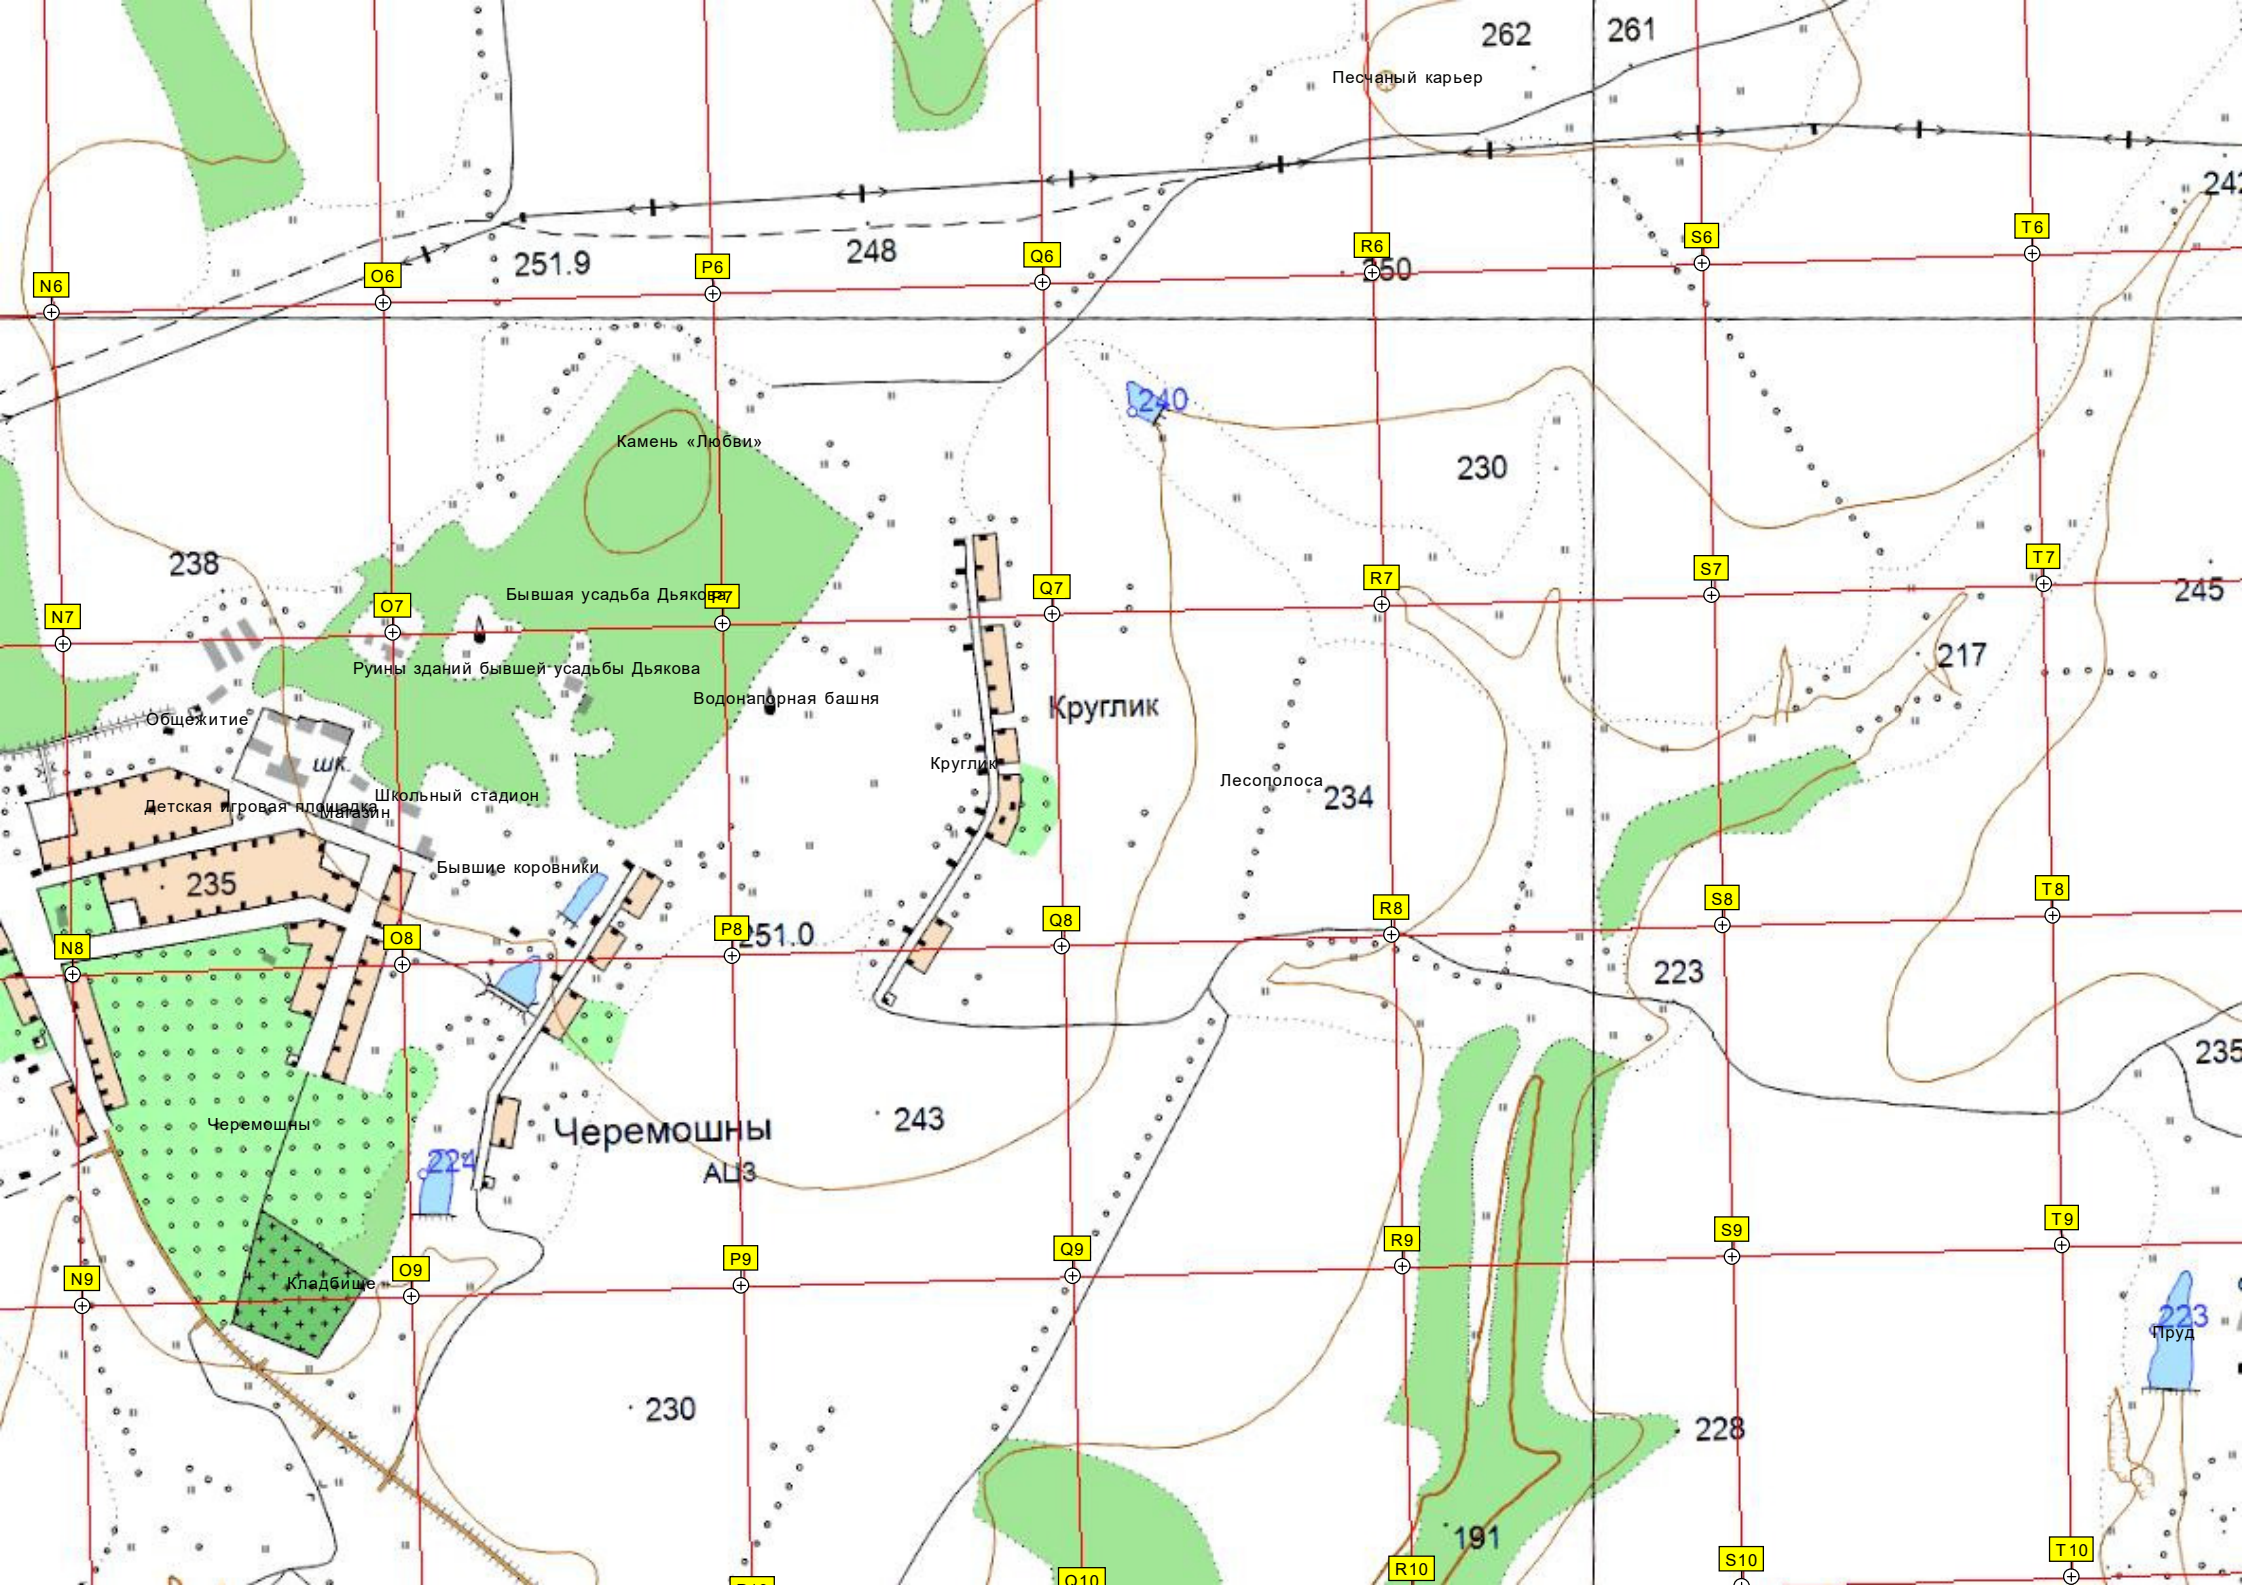 262
261
Песчаный карьер
242
251.9
248
N6
O6
P6
Q6
R6
S6
T6
250
240
Камень «Любви»
230
238
Бывшая усадьба Дьякова
N7
O7
P7
Q7
R7
S7
T7
245
217
Руины зданий бывшей усадьбы Дьякова
Водонапорная башня
Круглик
Общежитие
шк.
Круглик
Лесополоса
234
Школьный стадион
Детская игровая площадка
Магазин
Бывшие коровники
235
N8
O8
P8
Q8
R8
S8
T8
251.0
223
235
Черемошны
243
Черемошны
224
АЦЗ
N9
O9
P9
Q9
R9
S9
T9
Кладбище
223
Пруд
230
228
191
Q10
R10
S10
T10